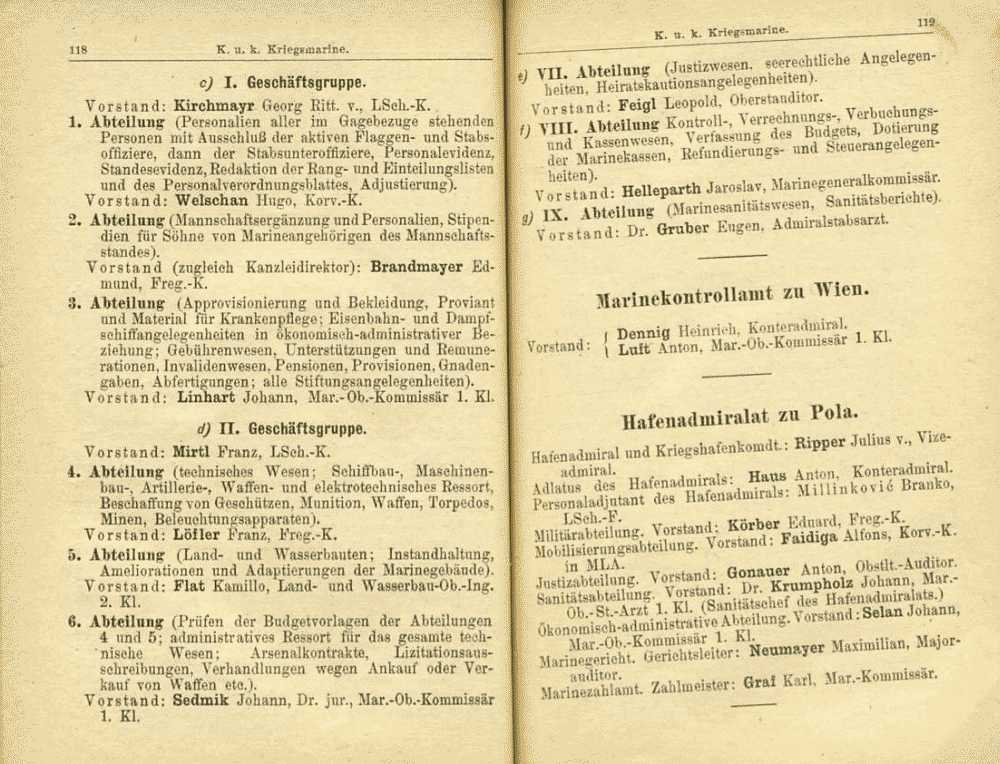 118
K. u. k. Kriegsmarine.
c) I. Geschäftsgruppe.
Vorstand: Kirchmayr Georg Ritt. v., LSch.-K.
1. Abteilung (Personalien aller im Gagebezuge stehenden
Personen mit Ausschluß der aktiven Flaggen- und Stabs-
offiziere, dann der Stabsunteroffiziere, Personalevidenz,
Standesevidenz, Redaktion der Rang- und Einteilungslisten
und des Personalverordnungsblattes, Adjustierung).
Vorstand: Welschan Hugo, Korv.-K.
2. Abteilung (Mannschaftsergänzung und Personalien, Stipen-
dien für Söhne von Marineangehörigen des Mannschafts-
standes).
Vorstand (zugleich Kanzleidirektor): Brandmayer Ed-
mund, Freg.-K.
3. Abteilung (Approvisionierung und Bekleidung, Proviant
und Material für Krankenpflege; Eisenbahn- und Dampf-
schiffangelegenheiten in ökonomisch-administrativer Be-
ziehung; Gebührenwesen, Unterstützungen und Remune-
rationen, Invalidenwesen, Pensionen, Provisionen, Gnaden-
gaben, Abfertigungen; alle Stiftungsangelegenheiten).
Vorstand: Linhart Johann, Mar.-Ob.-Kommissär 1. Kl.
d) II. Geschäftsgruppe.
Vorstand: Mirtl Franz, LSch.-K.
4. Abteilung (technisches Wesen; Schiffbau-, Maschinen-
bau-, Artillerie-, Waffen- und elektrotechnisches Ressort,
Beschaffung von Geschützen, Munition, Waffen, Torpedos,
Minen, Beleuchtungsapparaten).
Vorstand: Löfler Franz, Freg.-K.
5. Abteilung (Land- und Wasserbauten; Instandhaltung,
Ameliorationen und Adaptierungen der Marinegebäude).
Vorstand: Flat Kamillo, Land- und Wasserbau-Ob.-Ing.
2. Kl.
6. Abteilung (Prüfen der Budgetvorlagen der Abteilungen
4 und 5; administratives Ressort für das gesamte tech-
nische Wesen; Arsenalkontrakte, Lizitationsaus-
schreibungen, Verhandlungen wegen Ankauf oder Ver-
kauf von Waffen etc.).
Vorstand: Sedmik Johann, Dr. jur., Mar.-Ob.-Kommissär
1. Kl.
K. u. k. Kriegsmarine.
119
e) VII. Abteilung (Justizwesen, seerechtliche Angelegen-
heiten, Heiratskautionsangelegenheiten).
Vorstand: Feigl Leopold, Oberstauditor.
f) VIII. Abteilung Kontroll-, Verrechnungs-, Verbuchungs-
und Kassenwesen, Verfassung des Budgets, Dotierung
der Marinekassen, Refundierungs- und Steuerangelegen-
heiten).
Vorstand: Helleparth Jaroslav, Marinegeneralkommissär.
g) IX. Abteilung (Marinesanitätswesen, Sanitätsberichte).
Vorstand: Dr. Gruber Eugen, Admiralstabsarzt.
Marinekontrollamt zu Wien.
Vorstand: { Dennig Heinrich, Konteradmiral.
Luft Anton, Mar.-Ob.-Kommissär 1. Kl.
Hafenadmiralat zu Pola.
Hafenadmiral und Kriegshafenkomdt.: Ripper Julius v., Vize-
admiral.
Adlatus des Hafenadmirals: Haus Anton, Konteradmiral.
Personaladjutant des Hafenadmirals: Millinković Branko,
LSch.-F.
Militärabteilung. Vorstand: Körber Eduard, Freg.-K.
Mobilisierungsabteilung. Vorstand: Faidiga Alfons, Korv.-K.
in MLA.
Justizabteilung. Vorstand: Gonauer Anton, Obstlt.-Auditor.
Sanitätsabteilung. Vorstand: Dr. Krumpholz Johann, Mar.-
Ob.-St.-Arzt 1. Kl. (Sanitätschef des Hafenadmiralats.)
Ökonomisch-administrative Abteilung. Vorstand: Selan Johann,
Mar.-Ob.-Kommissär 1. Kl.
Marinegericht. Gerichtsleiter: Neumayer Maximilian, Major-
auditor.
Marinezahlamt. Zahlmeister: Graf Karl, Mar.-Kommissär.